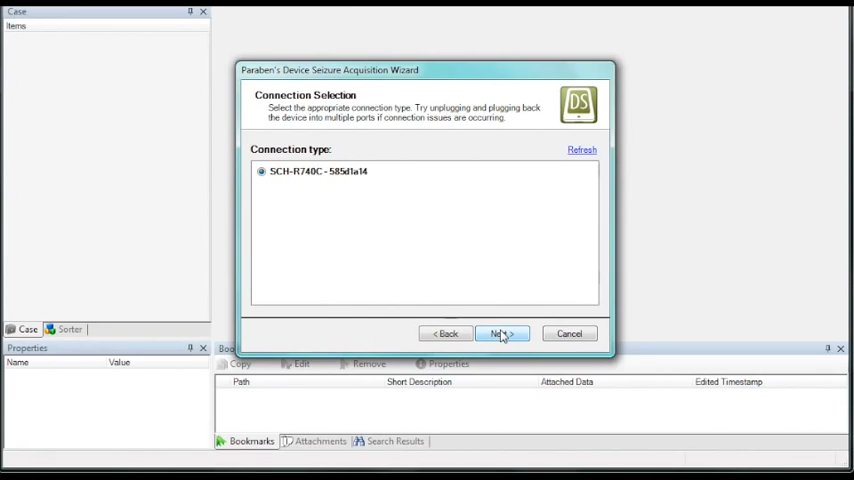 Case
Items
Paraben's Device Seizure Acquisition Wizard
Connection Selection
Select the appropriate connection type. Try unplugging and plugging back
the device into multiple ports if connection issues are occurring.
DS
Connection type:
Refresh
SCH-R740C - 585d1a14
< Back
Next >
Cancel
Case
Sorter
Properties
Name
Value
Copy
Edit
Remove
Properties
Path
Short Description
Attached Data
Edited Timestamp
Bookmarks
Attachments
Search Results